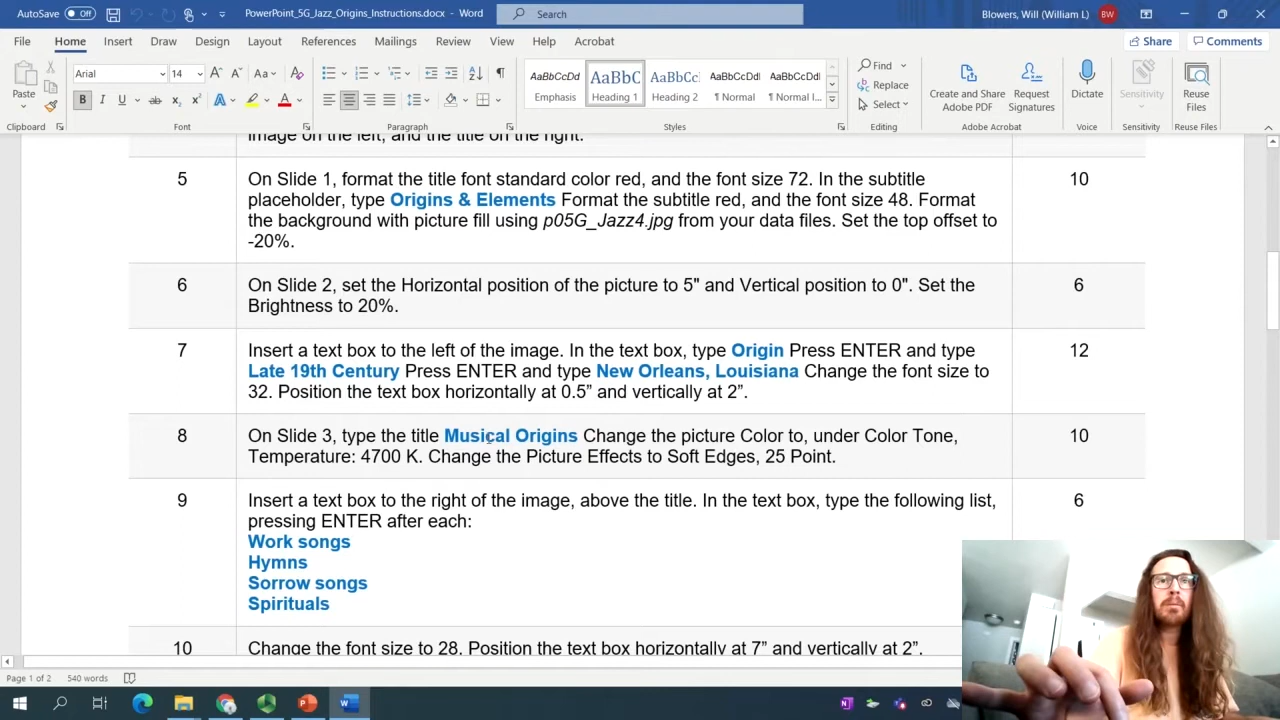 AutoSave Off PowerPoint_5G_Jazz_Origins_Instructions.docx - Word Search Blowers, Will (William L) BW
File Home Insert Draw Design Layout References Mailings Review View Help Acrobat Share Comments
Arial 14 Aa AaBbCcDd AaBbC AaBbCc AaBbCcDd AaBbCcDd Find
Paste B I U ab x₂ x² A A Emphasis Heading 1 Heading 2 ¶ Normal ¶ Normal I... Replace Select
Create and Share Adobe PDF Request Signatures Dictate Sensitivity Reuse Files
Clipboard Font Paragraph Styles Editing Adobe Acrobat Voice Sensitivity Reuse Files
image on the left, and the title on the right.
5 On Slide 1, format the title font standard color red, and the font size 72. In the subtitle 10
placeholder, type Origins & Elements Format the subtitle red, and the font size 48. Format
the background with picture fill using p05G_Jazz4.jpg from your data files. Set the top offset to
-20%.
6 On Slide 2, set the Horizontal position of the picture to 5" and Vertical position to 0". Set the 6
Brightness to 20%.
7 Insert a text box to the left of the image. In the text box, type Origin Press ENTER and type 12
Late 19th Century Press ENTER and type New Orleans, Louisiana Change the font size to
32. Position the text box horizontally at 0.5” and vertically at 2”.
8 On Slide 3, type the title Musical Origins Change the picture Color to, under Color Tone, 10
Temperature: 4700 K. Change the Picture Effects to Soft Edges, 25 Point.
9 Insert a text box to the right of the image, above the title. In the text box, type the following list, 6
pressing ENTER after each:
Work songs
Hymns
Sorrow songs
Spirituals
10 Change the font size to 28. Position the text box horizontally at 7” and vertically at 2”.
Page 1 of 2 540 words